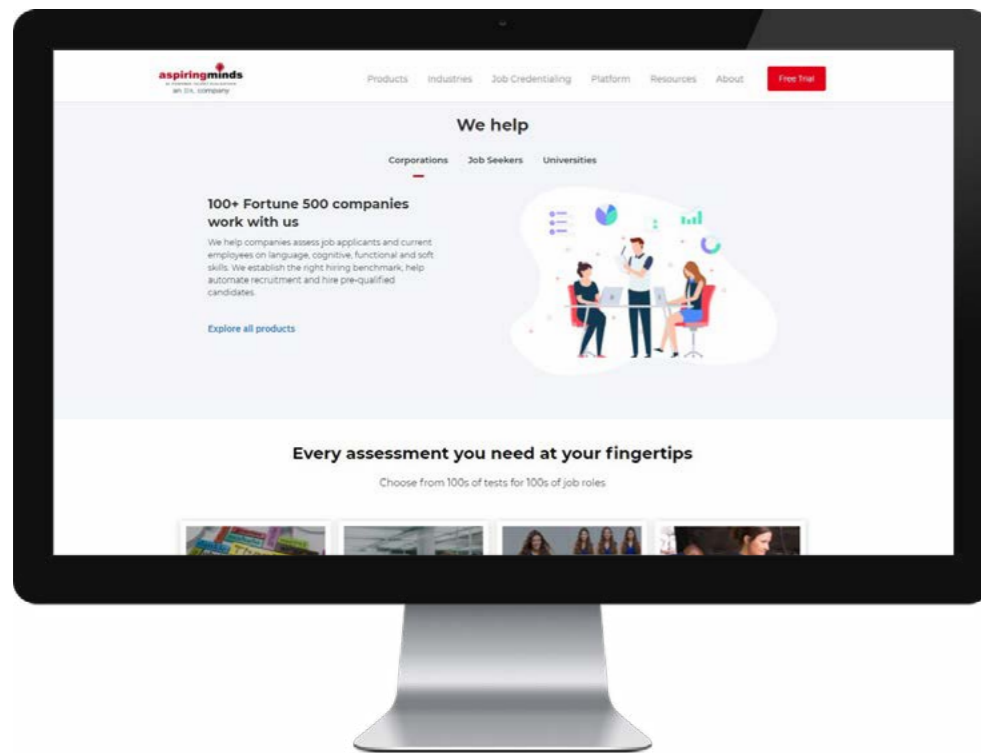 aspiringminds
an SHL company
Products Industries Job Credentialing Platform Resources About Free Trial
We help
Corporations Job Seekers Universities
100+ Fortune 500 companies
work with us
We help companies assess job applicants and current
employees on language, cognitive, functional and soft
skills. We establish the right hiring benchmark, help
automate recruitment and hire pre-qualified
candidates.
Explore all products
Every assessment you need at your fingertips
Choose from 100s of tests for 100s of job roles